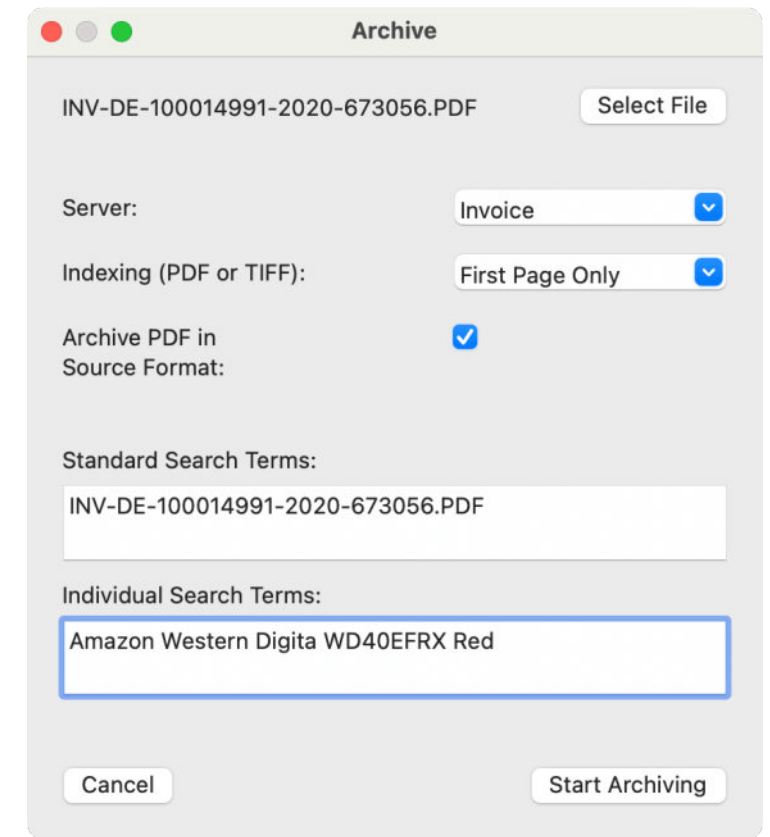 Archive
INV-DE-100014991-2020-673056.PDF Select File
Server: Invoice
Indexing (PDF or TIFF): First Page Only
Archive PDF in
Source Format:
Standard Search Terms:
INV-DE-100014991-2020-673056.PDF
Individual Search Terms:
Amazon Western Digita WD40EFRX Red
Cancel Start Archiving